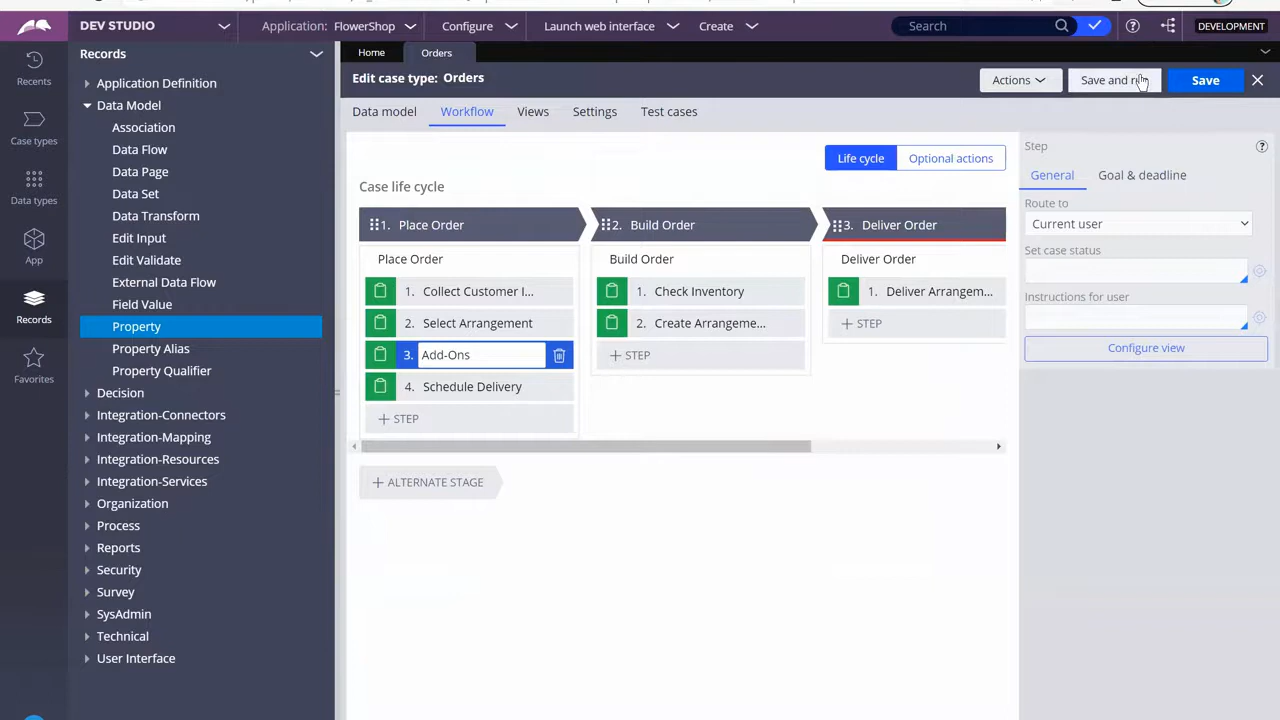 DEV STUDIO
Application: FlowerShop
Configure
Launch web interface
Create
Search
DEVELOPMENT
Recents
Case types
Data types
App
Records
Favorites
Records
Application Definition
Data Model
Association
Data Flow
Data Page
Data Set
Data Transform
Edit Input
Edit Validate
External Data Flow
Field Value
Property
Property Alias
Property Qualifier
Decision
Integration-Connectors
Integration-Mapping
Integration-Resources
Integration-Services
Organization
Process
Reports
Security
Survey
SysAdmin
Technical
User Interface
Home
Orders
Edit case type: Orders
Actions
Save and
Save
Data model
Workflow
Views
Settings
Test cases
Life cycle
Optional actions
Case life cycle
1. Place Order
2. Build Order
3. Deliver Order
Place Order
1. Collect Customer I...
2. Select Arrangement
3. Add-Ons
4. Schedule Delivery
+ STEP
Build Order
1. Check Inventory
2. Create Arrangeme...
+ STEP
Deliver Order
1. Deliver Arrangem...
+ STEP
+ ALTERNATE STAGE
Step
General
Goal & deadline
Route to
Current user
Set case status
Instructions for user
Configure view